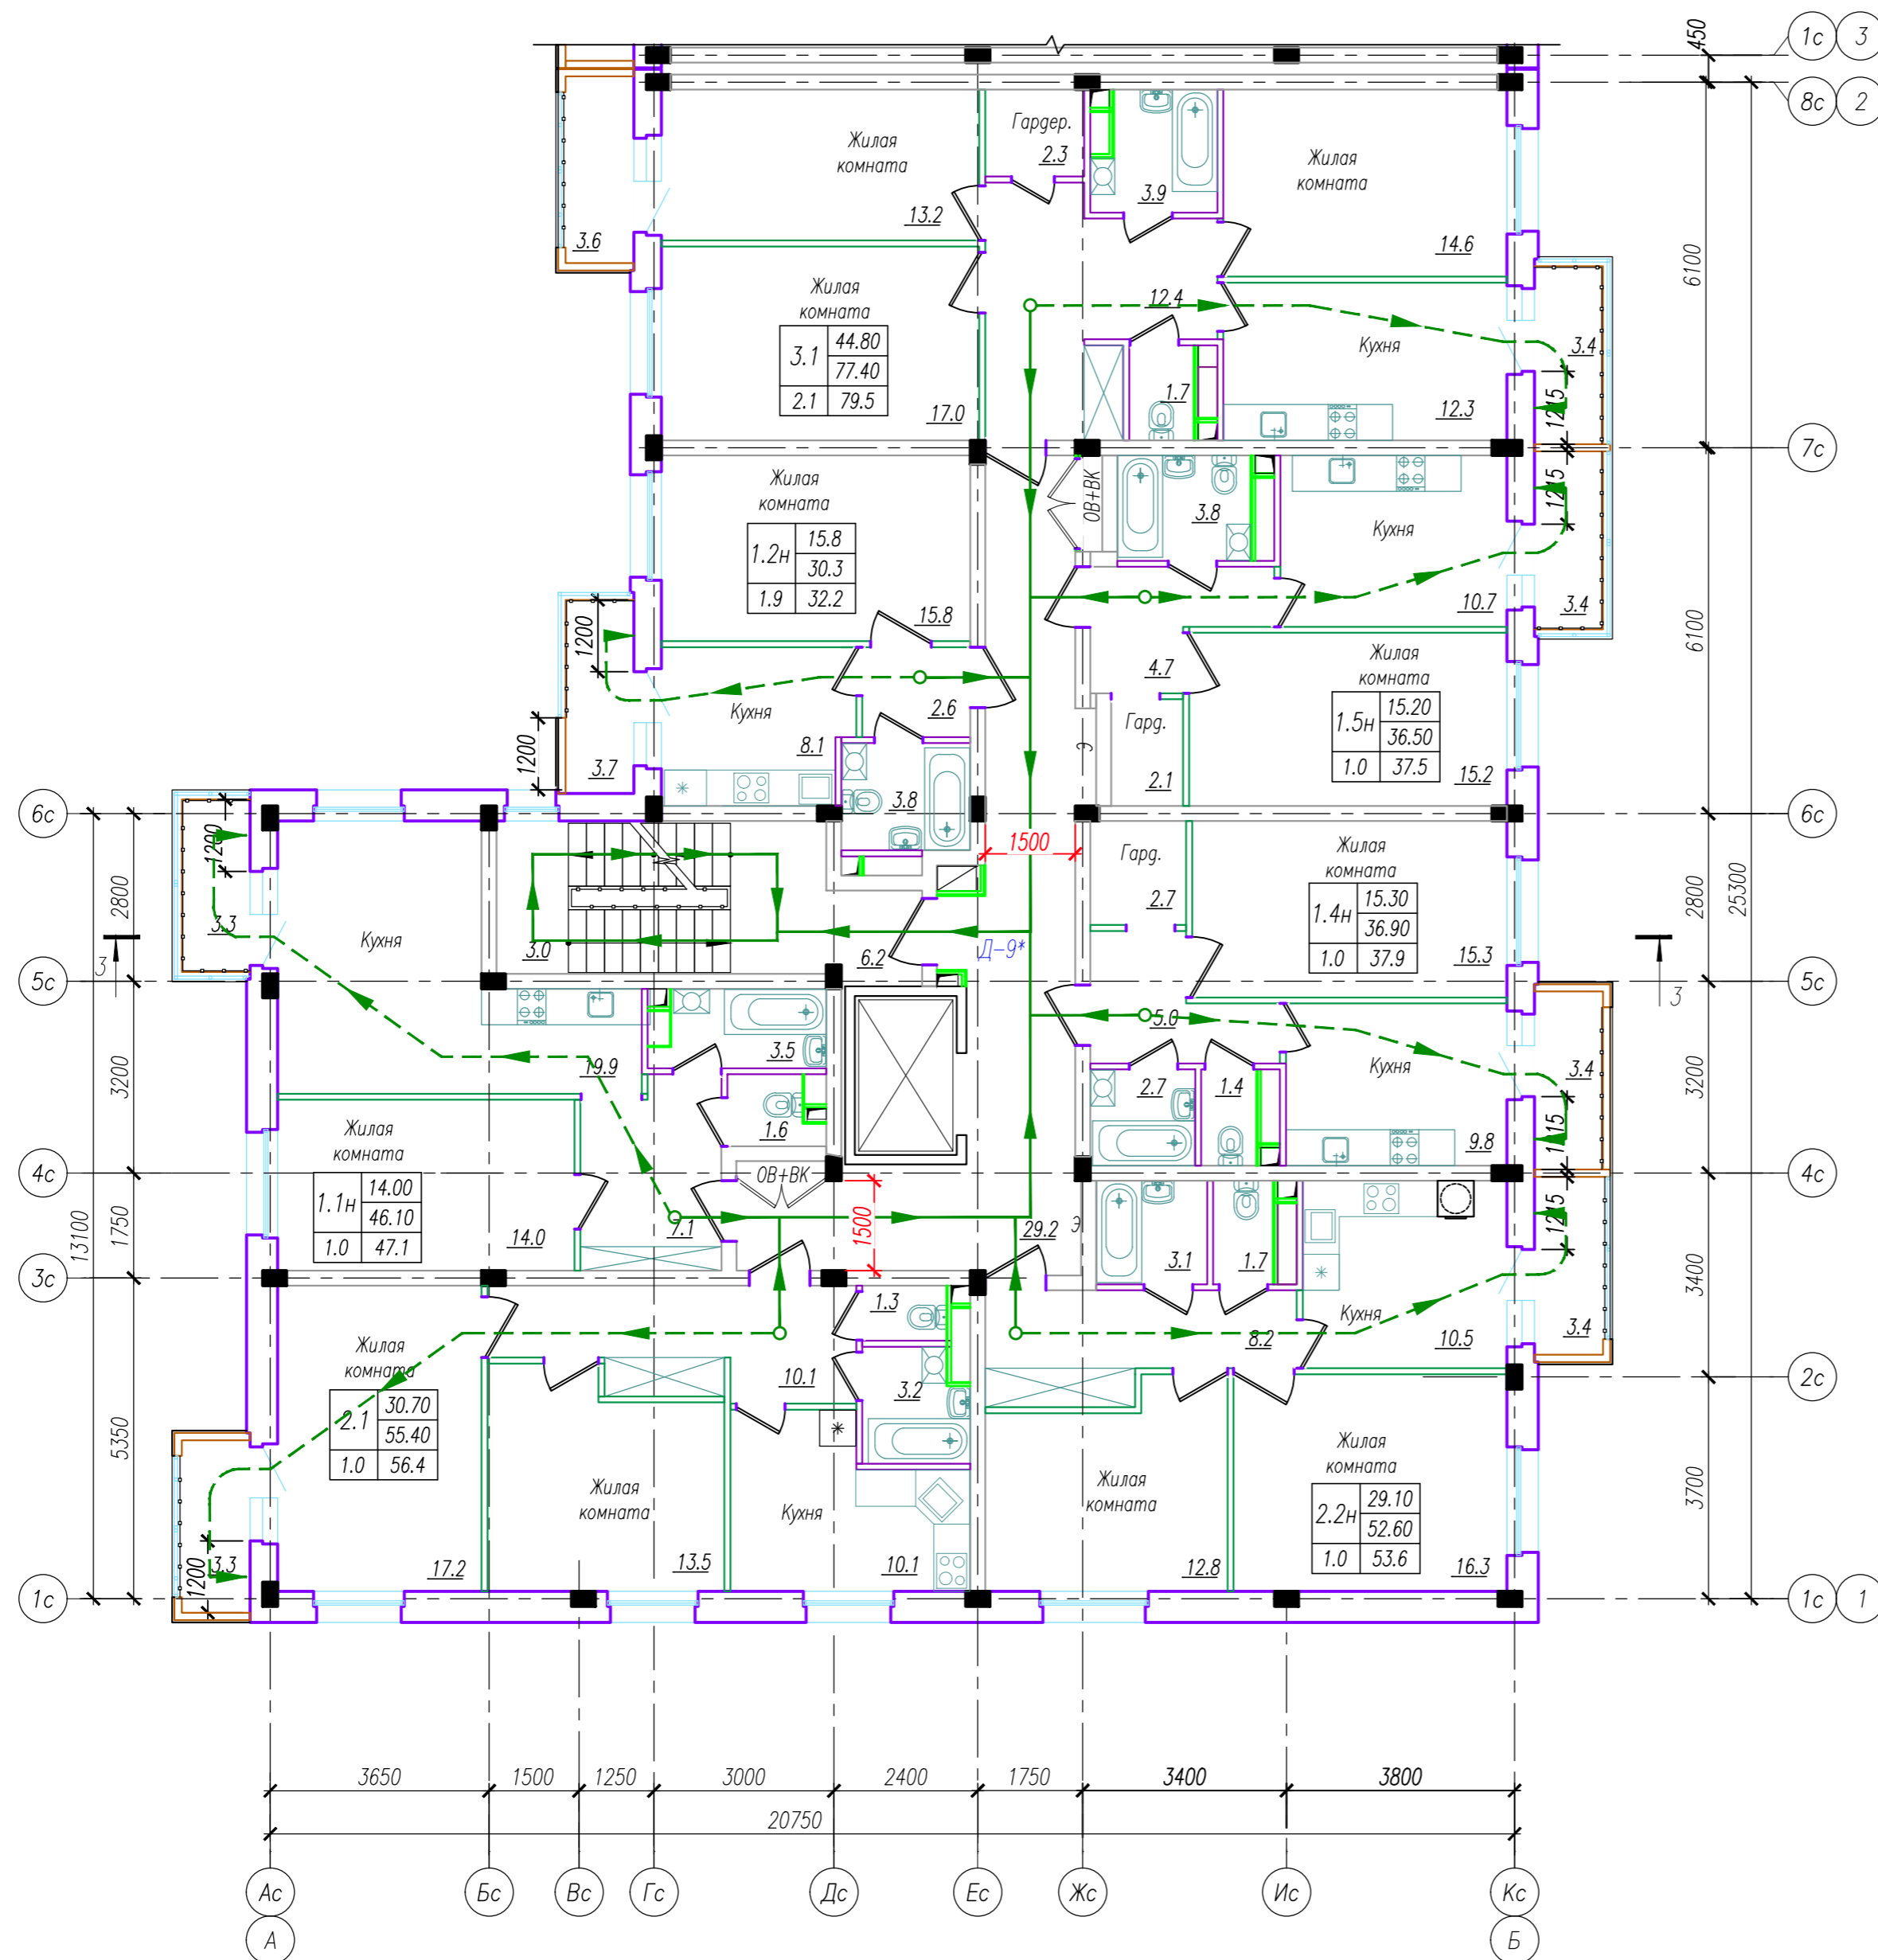 450
1с 3
8с 2
Жилая
комната
Гардер.
2.3
3.9
Жилая
комната
3.6
13.2
14.6
6100
Жилая
комната
12.4
3.1 44.80
77.40
2.1 79.5
Кухня
3.4
17.0
1.7
12.3
1215
7с
Жилая
комната
ОВ+ВК
3.8
Кухня
1215
1.2н 15.8
30.3
1.9 32.2
15.8
10.7
3.4
6100
1200
Жилая
комната
4.7
Кухня
2.6
Гард.
1.5н 15.20
36.50
1.0 37.5
1200
3.7
8.1
Э
2.1
15.2
6с
3.8
6с
1200
1500
Гард.
Жилая
комната
2800
3.3
Кухня
2.7
1.4н 15.30
36.90
1.0 37.9
2800
25300
3
3.0
6.2
Д-9*
15.3
3
5с
5с
19.9
3.5
5.0
Кухня
3.4
3200
2.7
1.4
3200
Жилая
комната
1.6
9.8
1115
4с
ОВ+ВК
4с
1.1н 14.00
46.10
1.0 47.1
13100
1750
14.0
7.1
1500
29.2
Э
3.1
1.7
1215
3с
1.3
Кухня
3400
Жилая
комната
8.2
10.5
3.4
2.1 30.70
55.40
1.0 56.4
10.1
3.2
2с
5350
Жилая
комната
Кухня
Жилая
комната
Жилая
комната
2.2н 29.10
52.60
1.0 53.6
3700
1200
3.3
17.2
13.5
10.1
12.8
16.3
1с
1с 1
3650 1500 1250 3000 2400 1750 3400 3800
20750
Ас Бс Вс Гс Дс Ес Жс Ис Кс
А Б